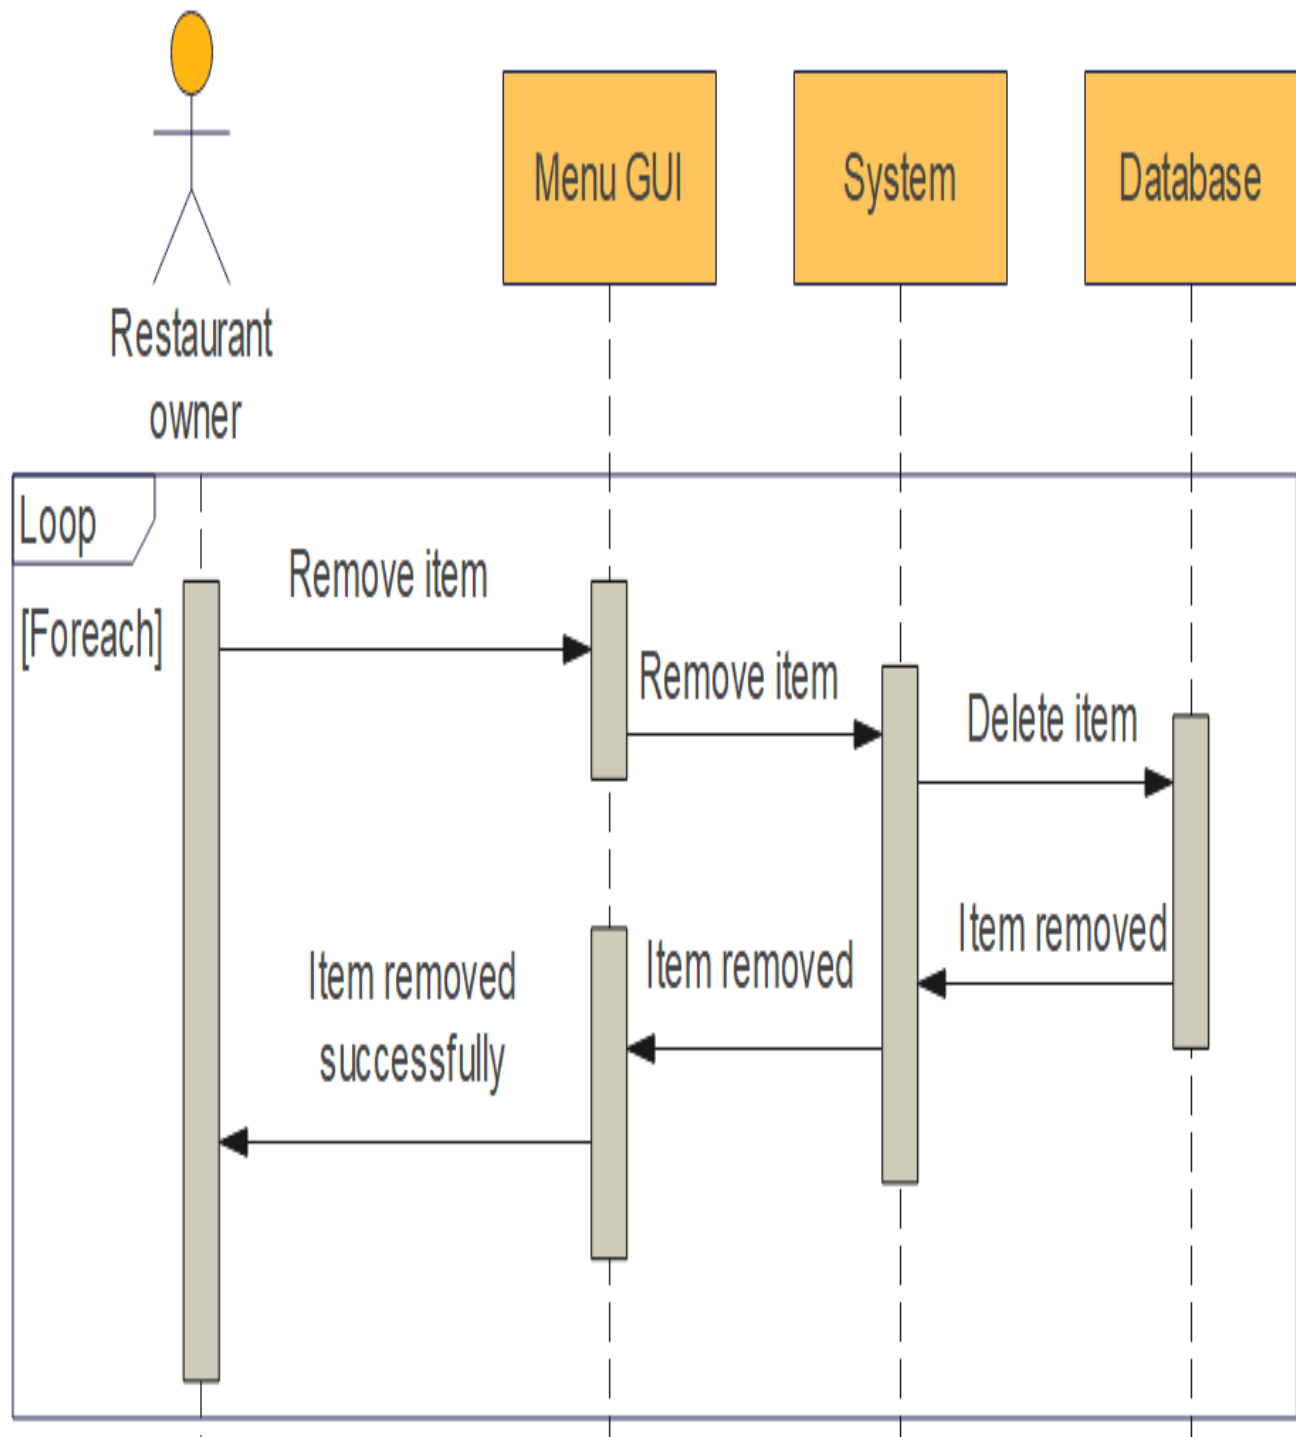 Menu GUI
System
Database
Restaurant
owner
Loop
[Foreach]
Remove item
Remove item
Delete item
Item removed
Item removed
Item removed
successfully